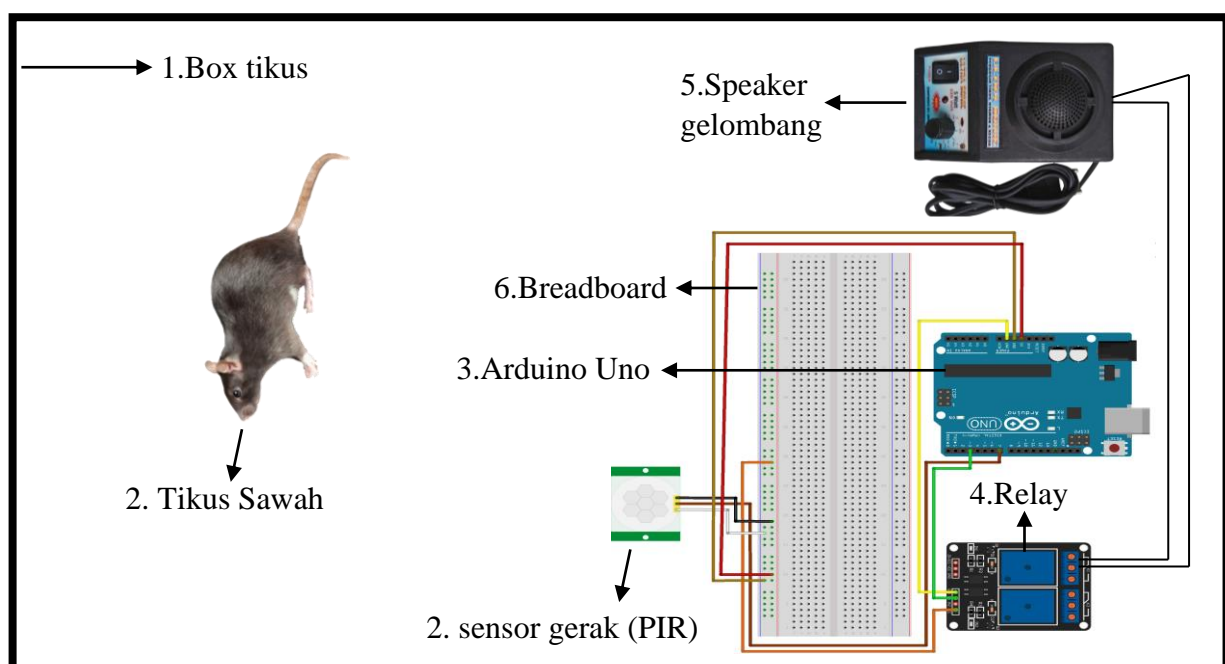 1.Box tikus
5.Speaker
gelombang
6.Breadboard
3.Arduino Uno
2. Tikus Sawah
4.Relay
2. sensor gerak (PIR)
Arduino
UNO